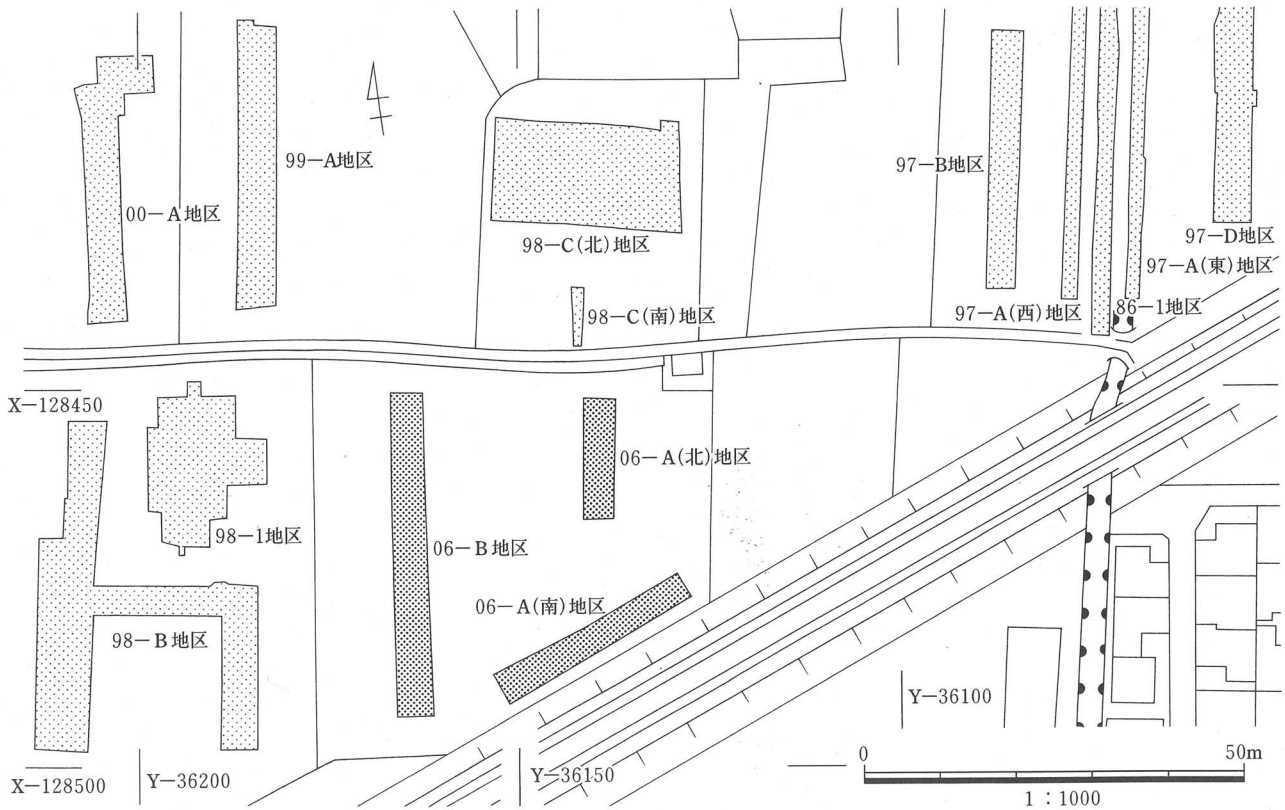 99-A地区
97-B地区
00-A地区
98-C(北)地区
97-D地区
97-A(東)地区
98-C(南)地区
97-A(西)地区
86-1地区
X-128450
06-A(北)地区
98-1地区
06-B地区
06-A(南)地区
98-B地区
Y-36100
X-128500
Y-36200
Y-36150
0
50m
1:1000